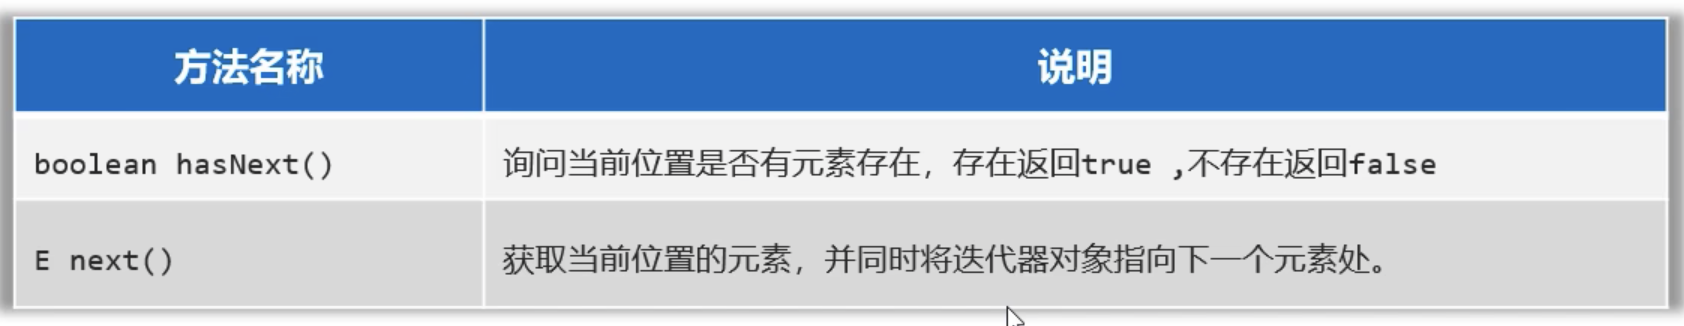 方法名称
说明
boolean hasNext()
询问当前位置是否有元素存在，存在返回true ,不存在返回false
E next()
获取当前位置的元素，并同时将迭代器对象指向下一个元素处。